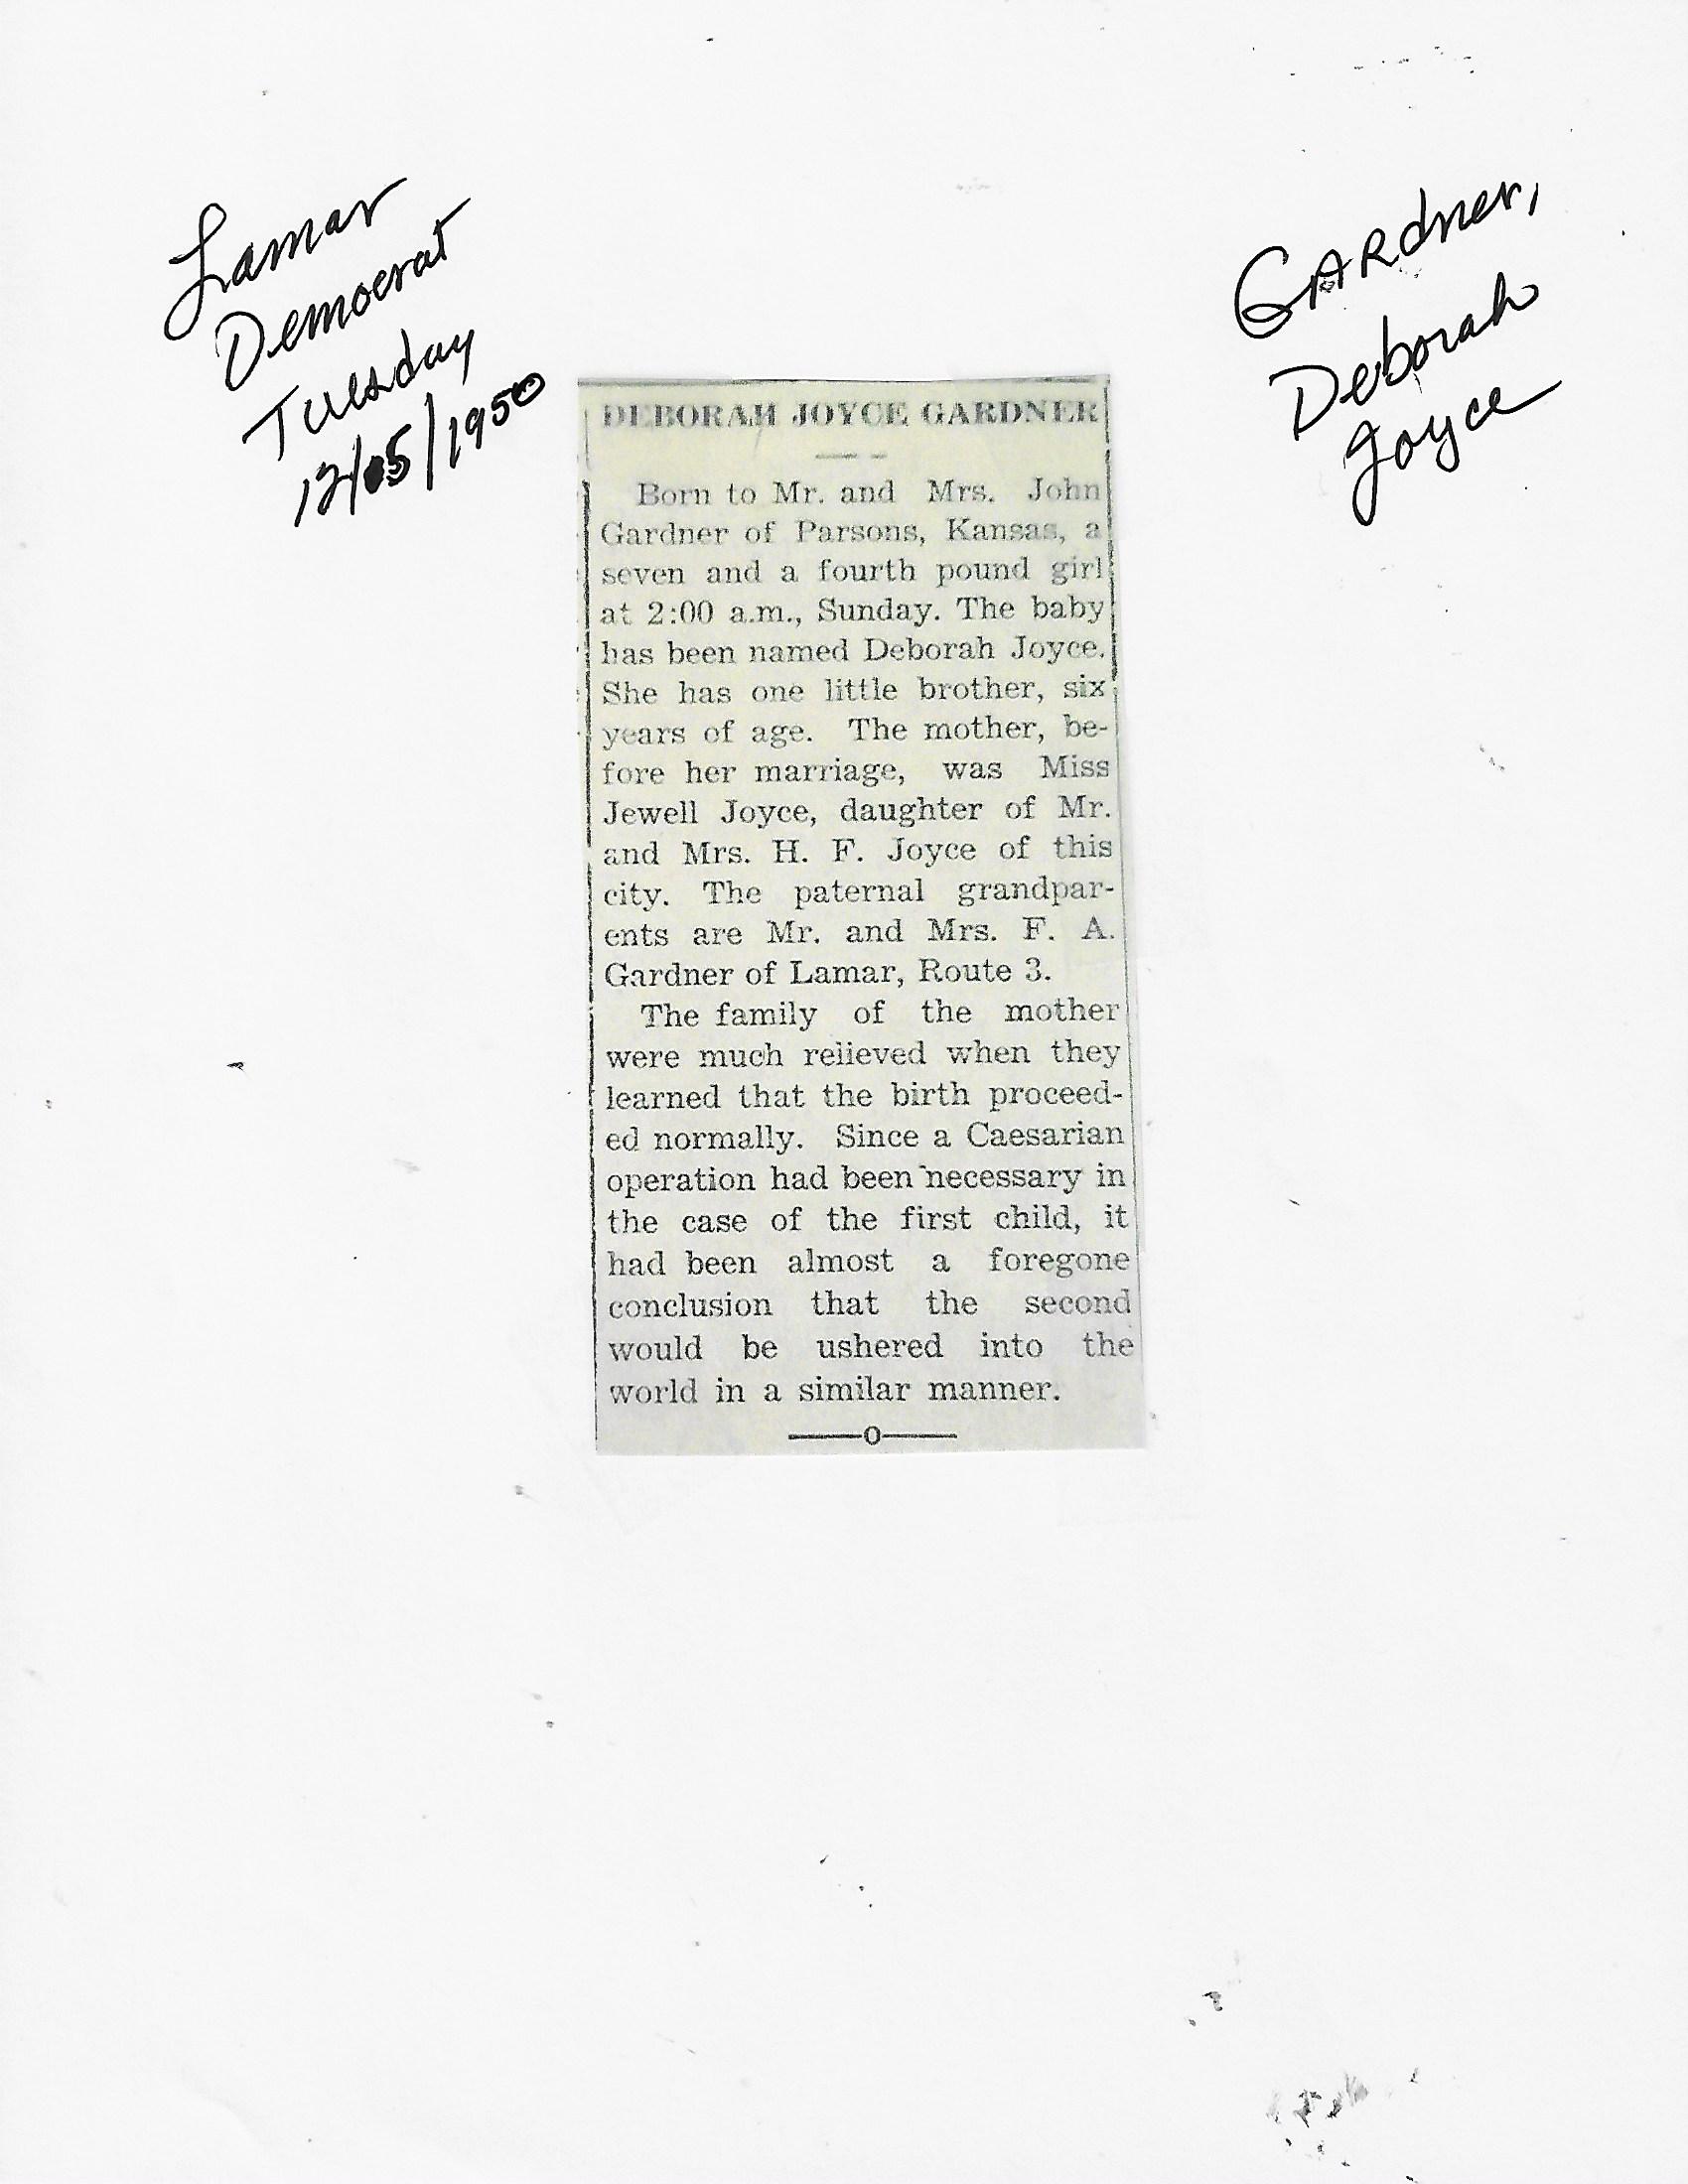 Lamar
Democrat
Tuesday
12/05/1950
GARdner,
Deborah
Joyce
DEBORAH JOYCE GARDNER
Born to Mr. and Mrs. John
Gardner of Parsons, Kansas, a
seven and a fourth pound girl
at 2:00 a.m., Sunday. The baby
has been named Deborah Joyce.
She has one little brother, six
years of age. The mother, be-
fore her marriage, was Miss
Jewell Joyce, daughter of Mr.
and Mrs. H. F. Joyce of this
city. The paternal grandpar-
ents are Mr. and Mrs. F. A.
Gardner of Lamar, Route 3.
The family of the mother
were much relieved when they
learned that the birth proceed-
ed normally. Since a Caesarian
operation had been necessary in
the case of the first child, it
had been almost a foregone
conclusion that the second
would be ushered into the
world in a similar manner.